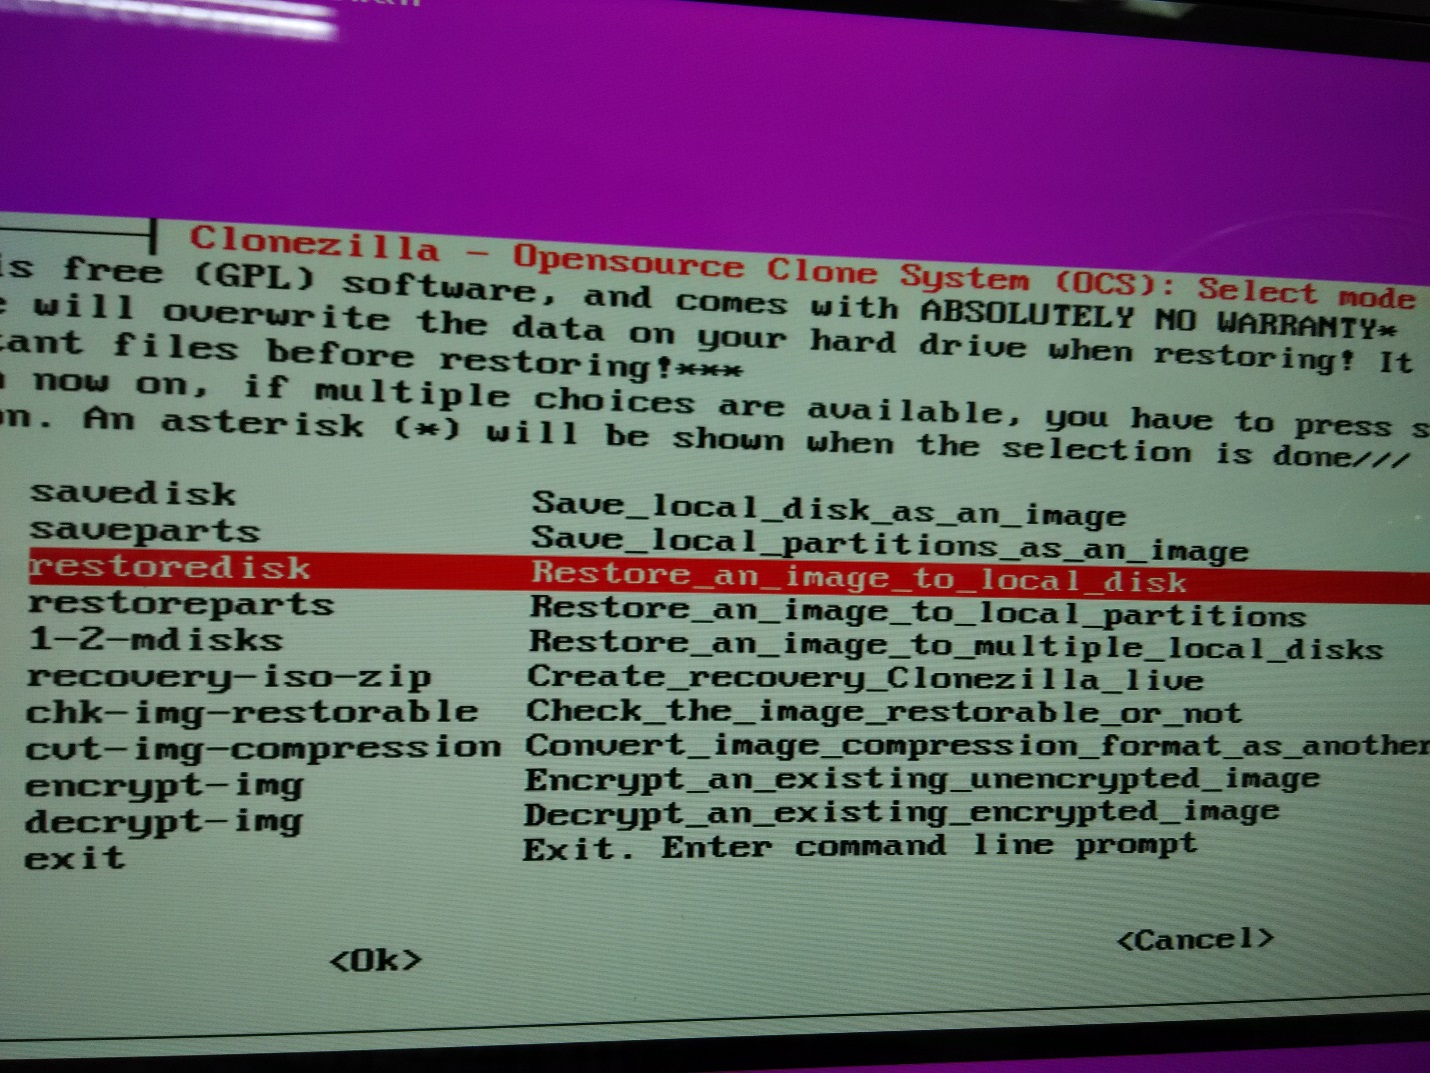 Clonezilla - Opensource Clone System (OCS): Select mode
is free (GPL) software, and comes with ABSOLUTELY NO WARRANTY*
will overwrite the data on your hard drive when restoring! It
tant files before restoring!***
now on, if multiple choices are available, you have to press s
on. An asterisk (*) will be shown when the selection is done///
savedisk Save_local_disk_as_an_image
saveparts Save_local_partitions_as_an_image
restoredisk Restore_an_image_to_local_disk
restoreparts Restore_an_image_to_local_partitions
1-2-mdisks Restore_an_image_to_multiple_local_disks
recovery-iso-zip Create_recovery_Clonezilla_live
chk-img-restorable Check_the_image_restorable_or_not
cvt-img-compression Convert_image_compression_format_as_another
encrypt-img Encrypt_an_existing_unencrypted_image
decrypt-img Decrypt_an_existing_encrypted_image
exit Exit. Enter command line prompt
<Ok> <Cancel>